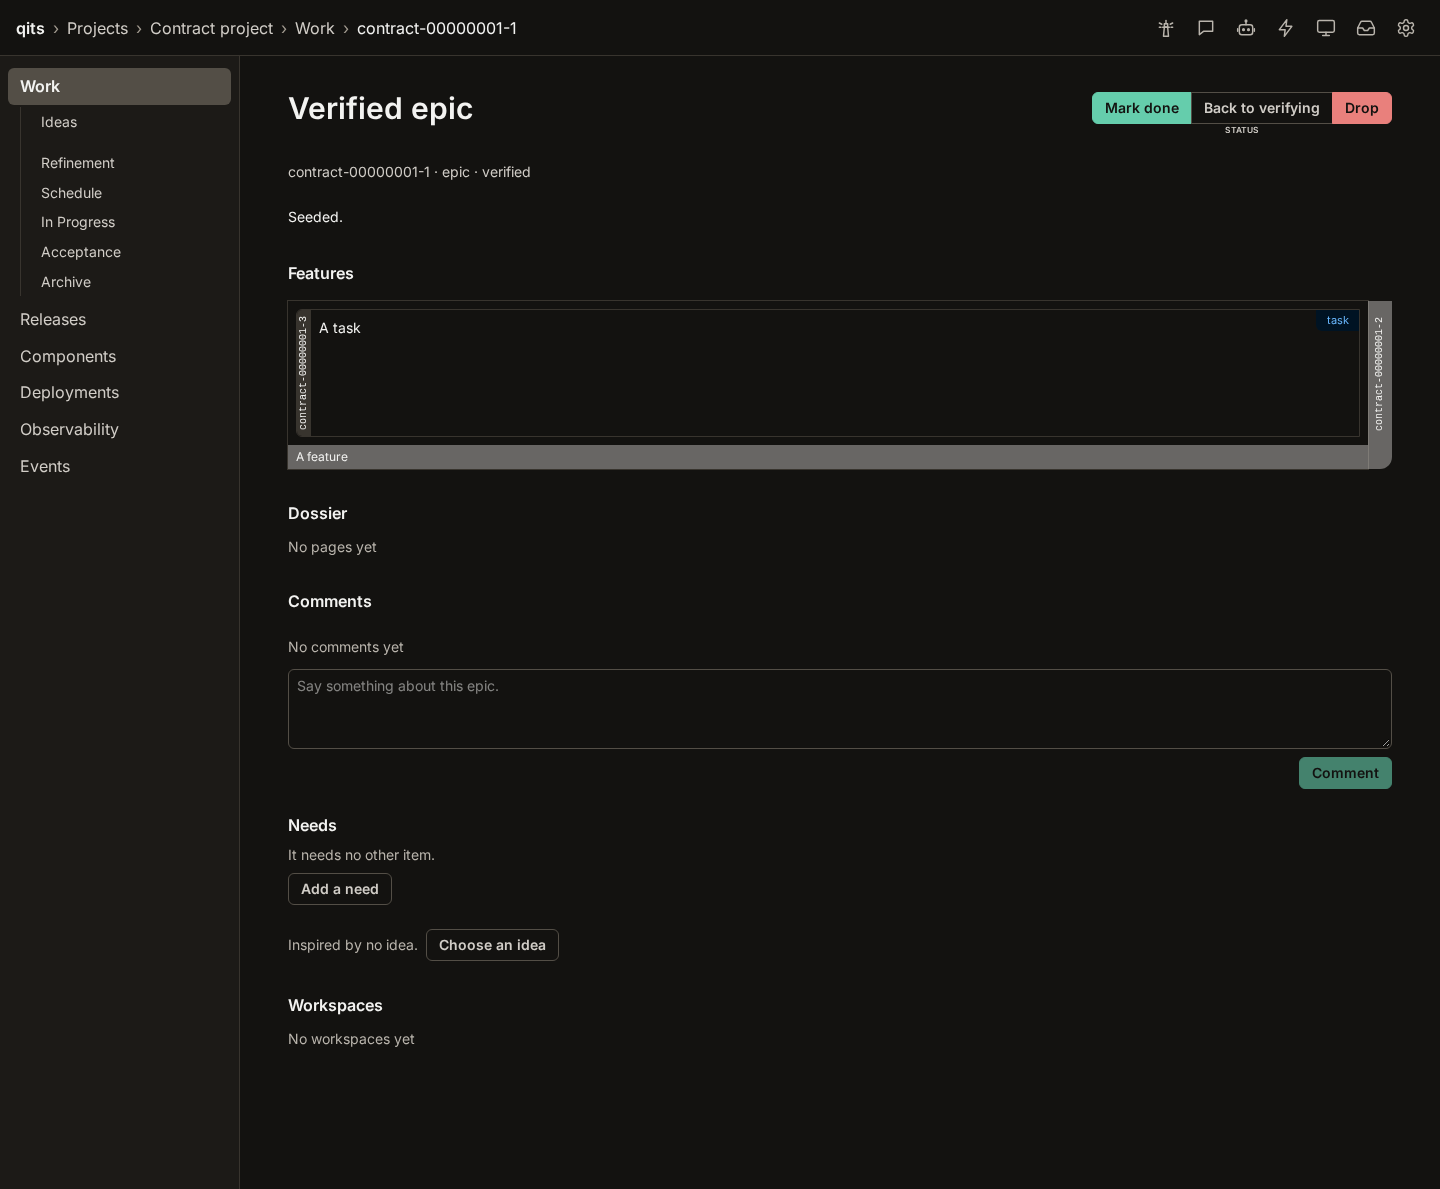 qits › Projects › Contract project › Work › contract-00000001-1
Work
Ideas
Refinement
Schedule
In Progress
Acceptance
Archive
Releases
Components
Deployments
Observability
Events
Verified epic
Mark done
Back to verifying
Drop
STATUS
contract-00000001-1 · epic · verified
Seeded.
Features
contract-00000001-3
A task
task
contract-00000001-2
A feature
Dossier
No pages yet
Comments
No comments yet
Say something about this epic.
Comment
Needs
It needs no other item.
Add a need
Inspired by no idea.
Choose an idea
Workspaces
No workspaces yet